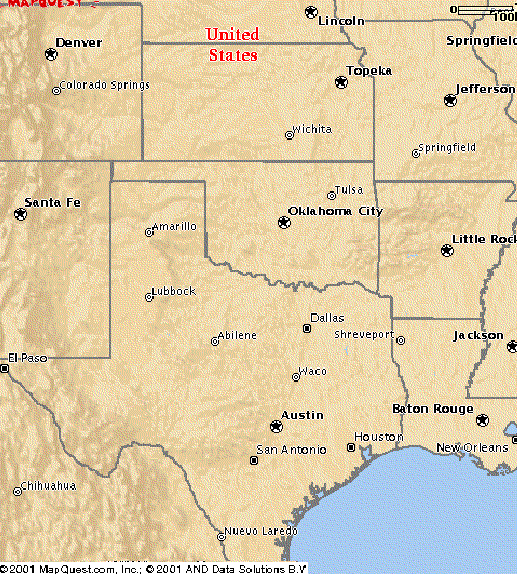 MAPQUEST
Lincoln
100
United
States
Denver
Springfield
Topeka
Colorado Springs
Jefferson
Wichita
Springfield
Tulsa
Santa Fe
Oklahoma City
Amarillo
Little Rock
Lubbock
Dallas
Abilene
Shreveport
Jackson
El Paso
Waco
Austin
Baton Rouge
Houston
New Orleans
San Antonio
Chihuahua
Nuevo Laredo
©2001 MapQuest.com, Inc.; © 2001 AND Data Solutions B.V